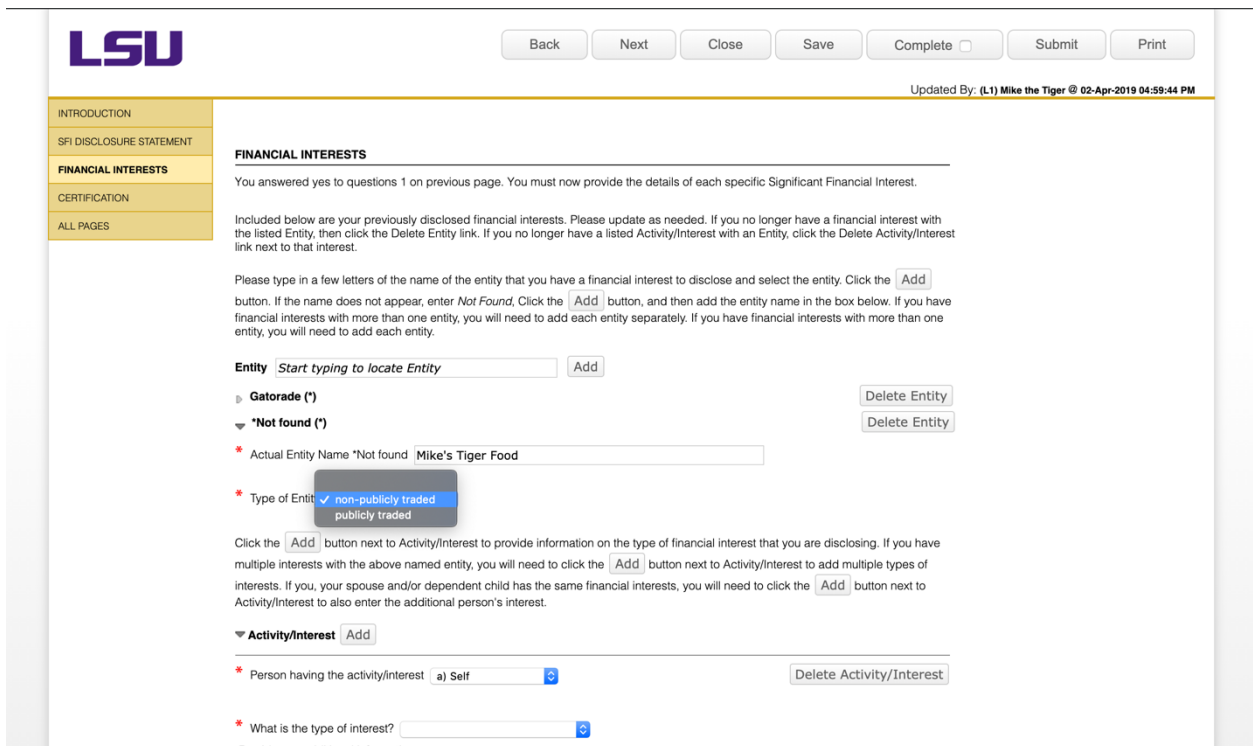 LSU
Back Next Close Save Complete Submit Print
Updated By: (L1) Mike the Tiger @ 02-Apr-2019 04:59:44 PM
INTRODUCTION
SFI DISCLOSURE STATEMENT
FINANCIAL INTERESTS
CERTIFICATION
ALL PAGES
FINANCIAL INTERESTS
You answered yes to questions 1 on previous page. You must now provide the details of each specific Significant Financial Interest.
Included below are your previously disclosed financial interests. Please update as needed. If you no longer have a financial interest with
the listed Entity, then click the Delete Entity link. If you no longer have a listed Activity/Interest with an Entity, click the Delete Activity/Interest
link next to that interest.
Please type in a few letters of the name of the entity that you have a financial interest to disclose and select the entity. Click the Add
button. If the name does not appear, enter Not Found, Click the Add button, and then add the entity name in the box below. If you have
financial interests with more than one entity, you will need to add each entity separately. If you have financial interests with more than one
entity, you will need to add each entity.
Entity Start typing to locate Entity Add
Gatorade (*) Delete Entity
*Not found (*) Delete Entity
* Actual Entity Name *Not found Mike's Tiger Food
* Type of Entit ✓ non-publicly traded
publicly traded
Click the Add button next to Activity/Interest to provide information on the type of financial interest that you are disclosing. If you have
multiple interests with the above named entity, you will need to click the Add button next to Activity/Interest to add multiple types of
interests. If you, your spouse and/or dependent child has the same financial interests, you will need to click the Add button next to
Activity/Interest to also enter the additional person's interest.
Activity/Interest Add
* Person having the activity/interest a) Self Delete Activity/Interest
* What is the type of interest?